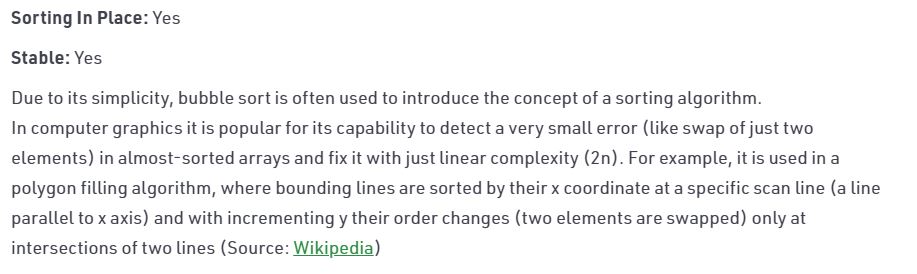 Sorting In Place: Yes
Stable: Yes
Due to its simplicity, bubble sort is often used to introduce the concept of a sorting algorithm.
In computer graphics it is popular for its capability to detect a very small error (like swap of just two
elements) in almost-sorted arrays and fix it with just linear complexity (2n). For example, it is used in a
polygon filling algorithm, where bounding lines are sorted by their x coordinate at a specific scan line (a line
parallel to x axis) and with incrementing y their order changes (two elements are swapped) only at
intersections of two lines (Source: Wikipedia)